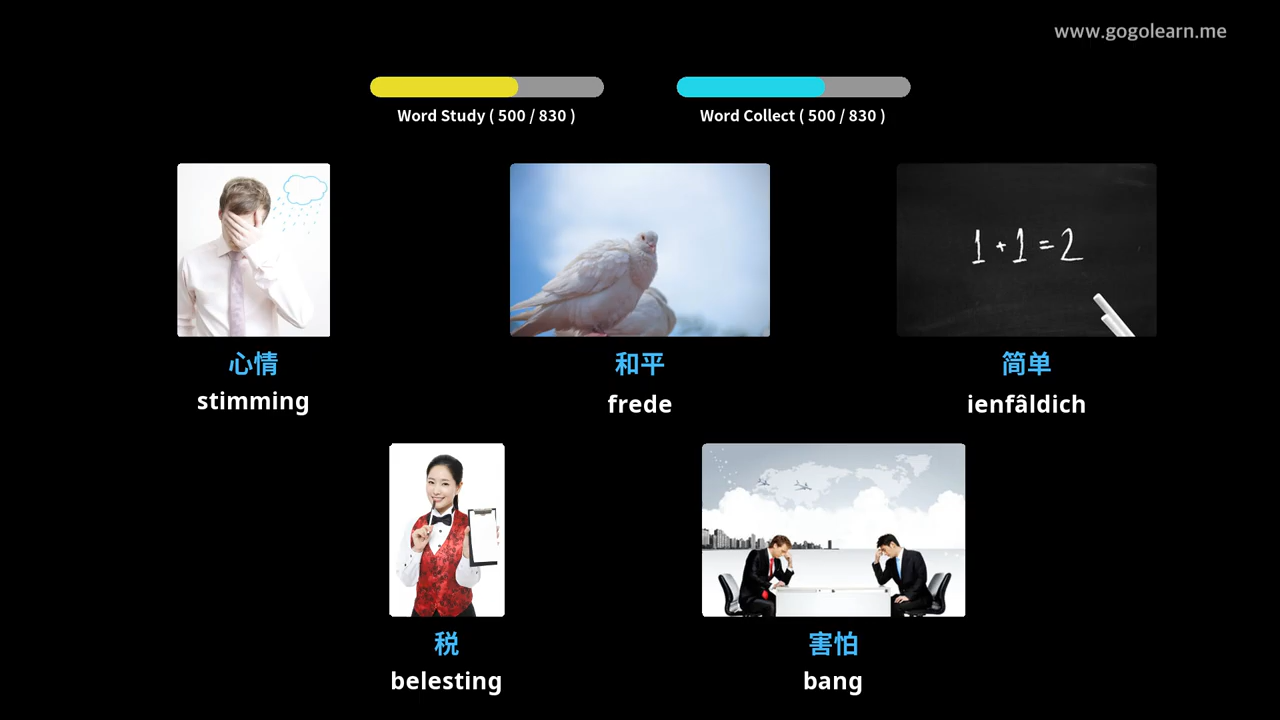 www.gogolearn.me
Word Study ( 500 / 830 )
Word Collect ( 500 / 830 )
1 + 1 = 2
心情
stimming
和平
frede
简单
ienfâldich
税
belesting
害怕
bang